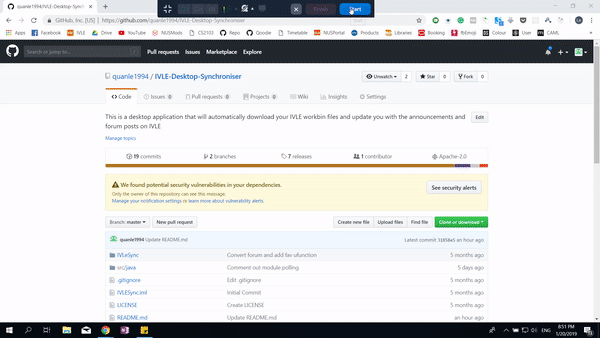 quanle1994/IVLE-Desktop-Sync
Finish
Start
GitHub, Inc. [US] | https://github.com/quanle1994/IVLE-Desktop-Synchroniser
Apps Facebook IVLE Drive YouTube NUSMods CS2103 Google Repo Timetable NUSPortal Products Libraries Booking fbEmoji Course Old Coursemology CAML
Search or jump to...
Pull requests Issues Marketplace Explore
quanle1994 / IVLE-Desktop-Synchroniser
Unwatch 2 Star 0 Fork 0
Code Issues 0 Pull requests 0 Projects 0 Wiki Insights Settings
This is a desktop application that will automatically download your IVLE workbin files and update you with the announcements and Edit
forum posts on IVLE
Manage topics
19 commits 2 branches 7 releases 1 contributor Apache-2.0
We found potential security vulnerabilities in your dependencies.
Only the owner of this repository can see this message.
See security alerts
Manage your notification settings or learn more about vulnerability alerts.
Branch: master New pull request Create new file Upload files Find file Clone or download
quanle1994 Update README.md Latest commit an hour ago
IVLeSync Convert forum and add fav ufunction 5 months ago
src/java Comment out module polling 5 days ago
.gitignore Edit .gitignore 5 months ago
IVLESync.iml Initial Commit 5 months ago
LICENSE Create LICENSE 5 months ago
README.md Update README.md an hour ago
ENG
8:51 PM
1/20/2019